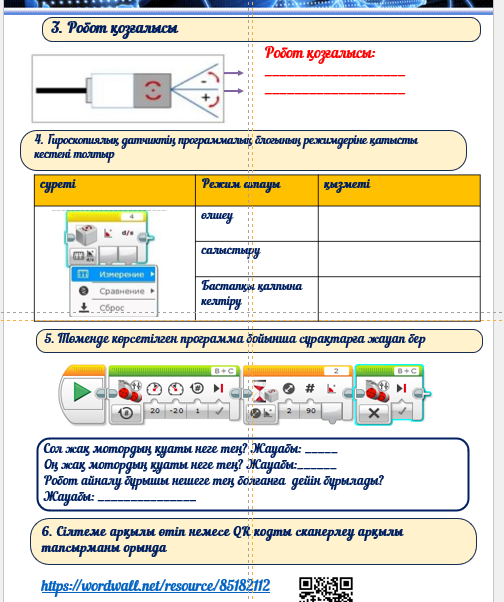 3. Робот қозғалысы
Робот қозғалысы:
___________________
___________________
-
+
4. Гироскопиялық датчиктің программалық блогының режимдеріне қатысты
кестені толтыр
суреті Режим атауы қызметі
4
d/s
Измерение
Сравнение
Сброс
өлшеу
салыстыру
Бастапқы қалпына
келтіру
5. Төменде көрсетілген программа бойынша сұрақтарға жауап бер
B + C
2
B + C
#
20 -20 1
2 90
Сол жақ мотордың қуаты неге тең? Жауабы: _____
Оң жақ мотордың қуаты неге тең? Жауабы:______
Робот айналу бұрышы нешеге тең болғанға дейін бұрылады?
Жауабы: _______________
6. Сілтеме арқылы өтіп немесе QR кодты сканерлеу арқылы
тапсырманы орында
https://wordwall.net/resource/85182112